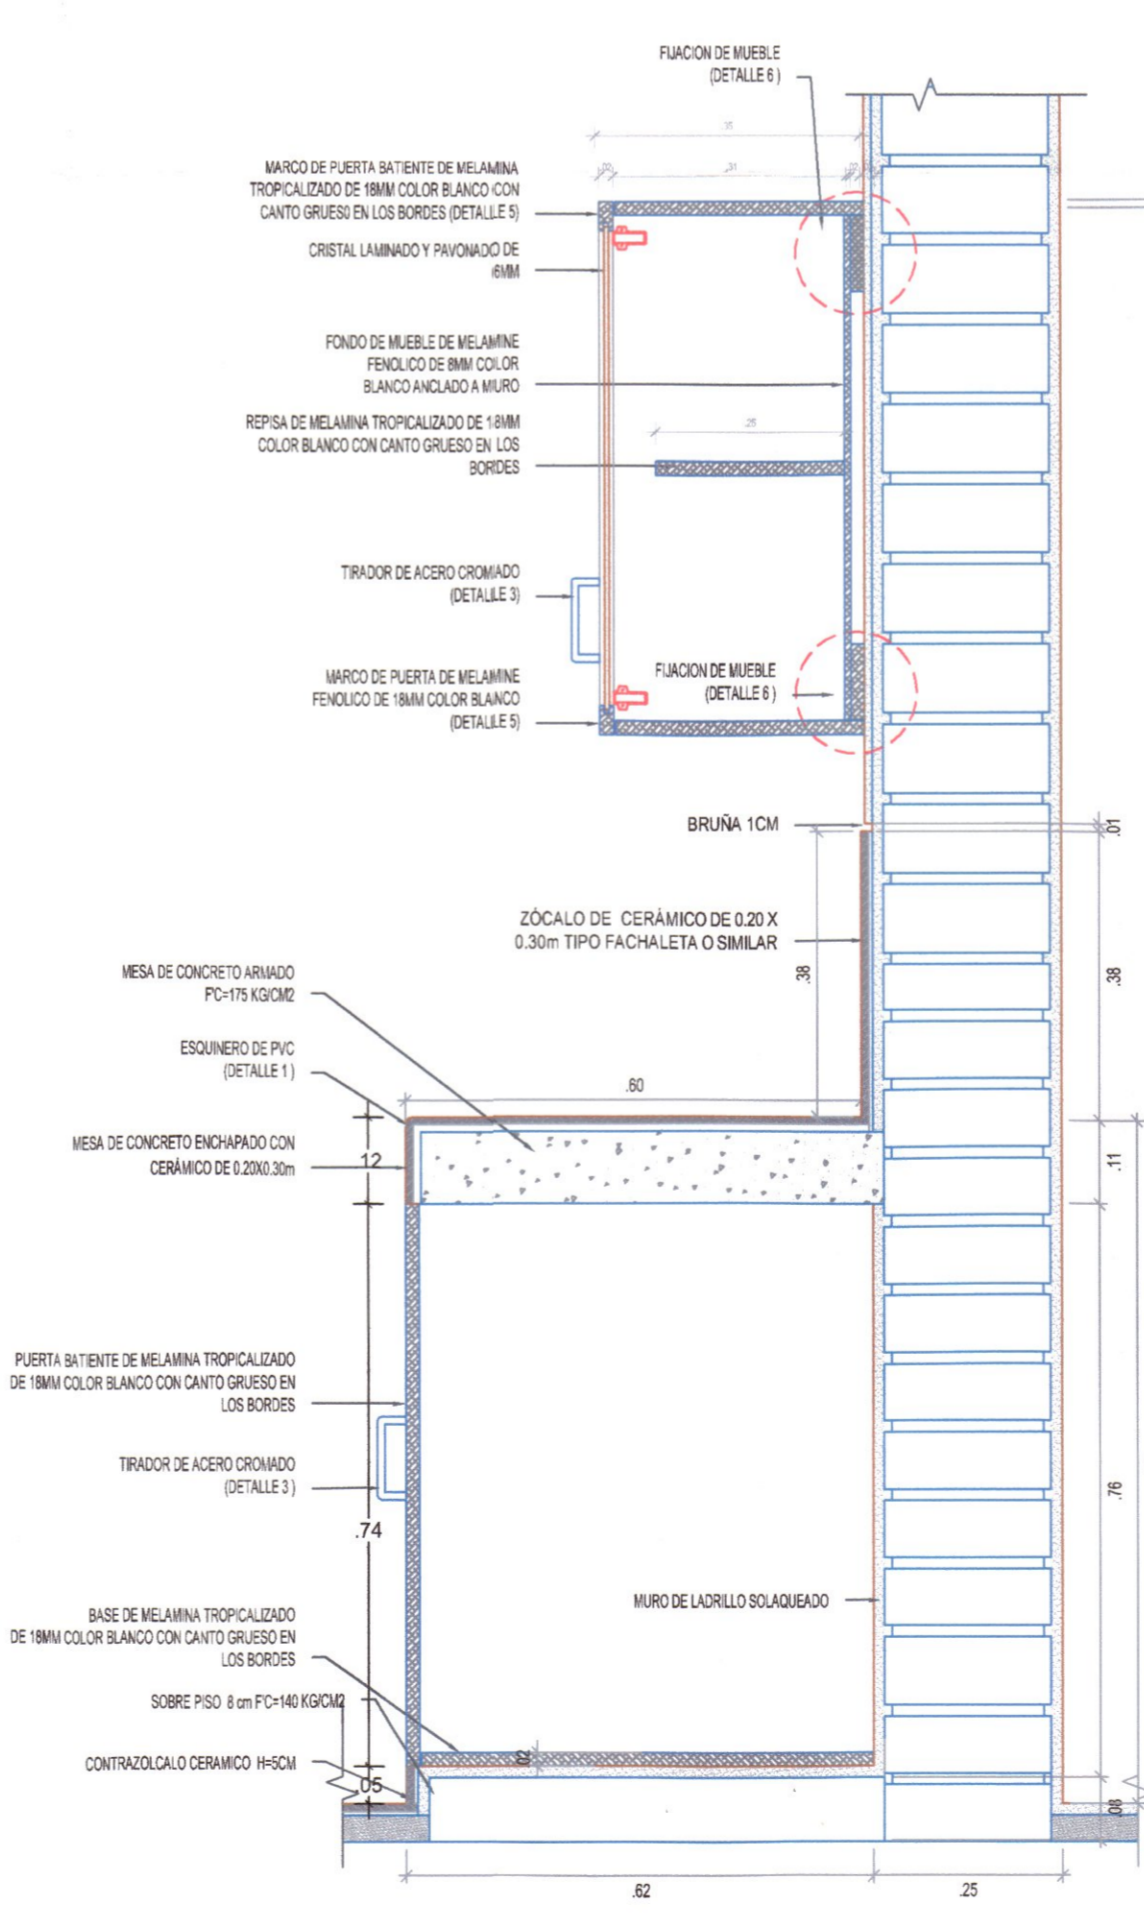 FIJACION DE MUEBLE
(DETALLE 6 )
.35
.02
.31
.02
MARCO DE PUERTA BATIENTE DE MELAMINA
TROPICALIZADO DE 18MM COLOR BLANCO CON
CANTO GRUESO EN LOS BORDES (DETALLE 5)
CRISTAL LAMINADO Y PAVONADO DE
6MM
FONDO DE MUEBLE DE MELAMINE
FENOLICO DE 8MM COLOR
BLANCO ANCLADO A MURO
REPISA DE MELAMINA TROPICALIZADO DE 18MM
COLOR BLANCO CON CANTO GRUESO EN LOS
BORDES
.25
TIRADOR DE ACERO CROMADO
(DETALLE 3)
MARCO DE PUERTA DE MELAMINE
FENOLICO DE 18MM COLOR BLANCO
(DETALLE 5)
FIJACION DE MUEBLE
(DETALLE 6 )
BRUÑA 1CM
.01
ZÓCALO DE CERÁMICO DE 0.20 X
0.30m TIPO FACHALETA O SIMILAR
.38
.38
MESA DE CONCRETO ARMADO
F'C=175 KG/CM2
ESQUINERO DE PVC
(DETALLE 1 )
.60
MESA DE CONCRETO ENCHAPADO CON
CERÁMICO DE 0.20X0.30m
.12
.11
PUERTA BATIENTE DE MELAMINA TROPICALIZADO
DE 18MM COLOR BLANCO CON CANTO GRUESO EN
LOS BORDES
TIRADOR DE ACERO CROMADO
(DETALLE 3 )
.74
.76
MURO DE LADRILLO SOLAQUEADO
BASE DE MELAMINA TROPICALIZADO
DE 18MM COLOR BLANCO CON CANTO GRUESO EN
LOS BORDES
SOBRE PISO 8 cm F'C=140 KG/CM2
.02
CONTRAZOLCALO CERAMICO H=5CM
.05
.08
.62
.25